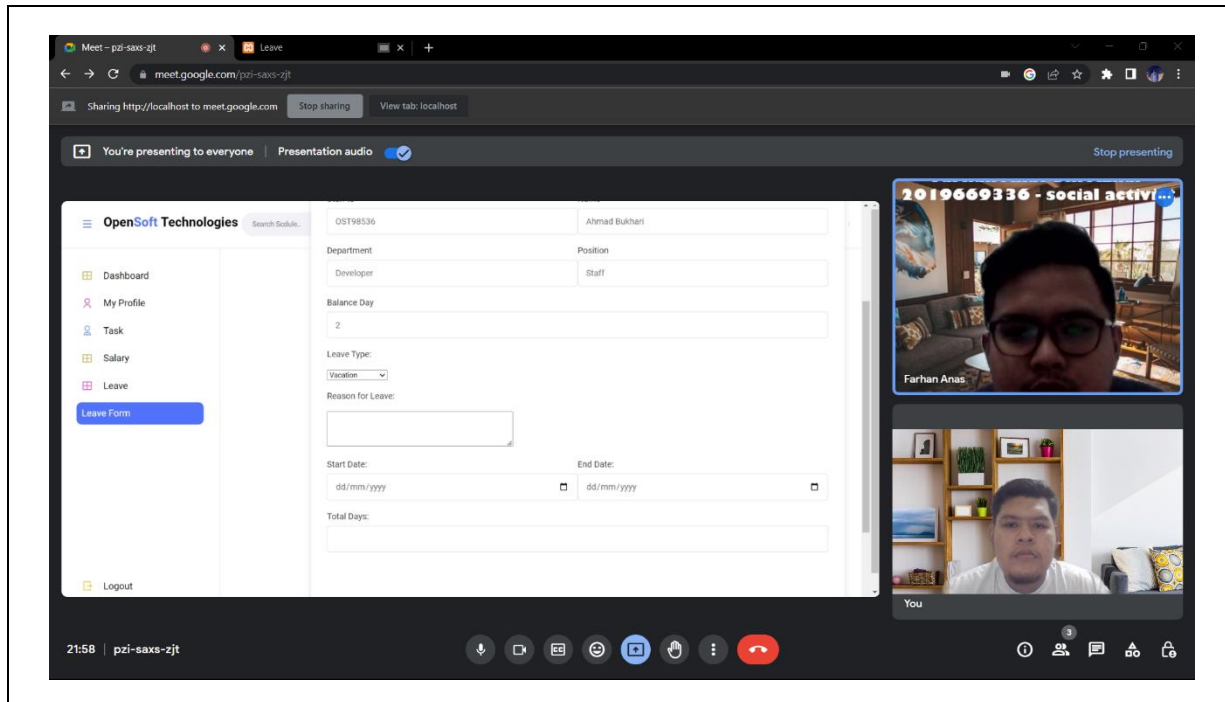 Meet – pzi-saxs-zjt
Leave
meet.google.com/pzi-saxs-zjt
Sharing http://localhost to meet.google.com
Stop sharing
View tab: localhost
You're presenting to everyone
Presentation audio
Stop presenting
OpenSoft Technologies
OST98536
Ahmad Bukhari
Department
Position
Developer
Staff
Balance Day
2
Leave Type:
Vacation
Reason for Leave:
Start Date:
End Date:
dd/mm/yyyy
dd/mm/yyyy
Total Days:
Dashboard
My Profile
Task
Salary
Leave
Leave Form
Logout
2019669336 - social activi
Farhan Anas
You
21:58 | pzi-saxs-zjt
CC
3